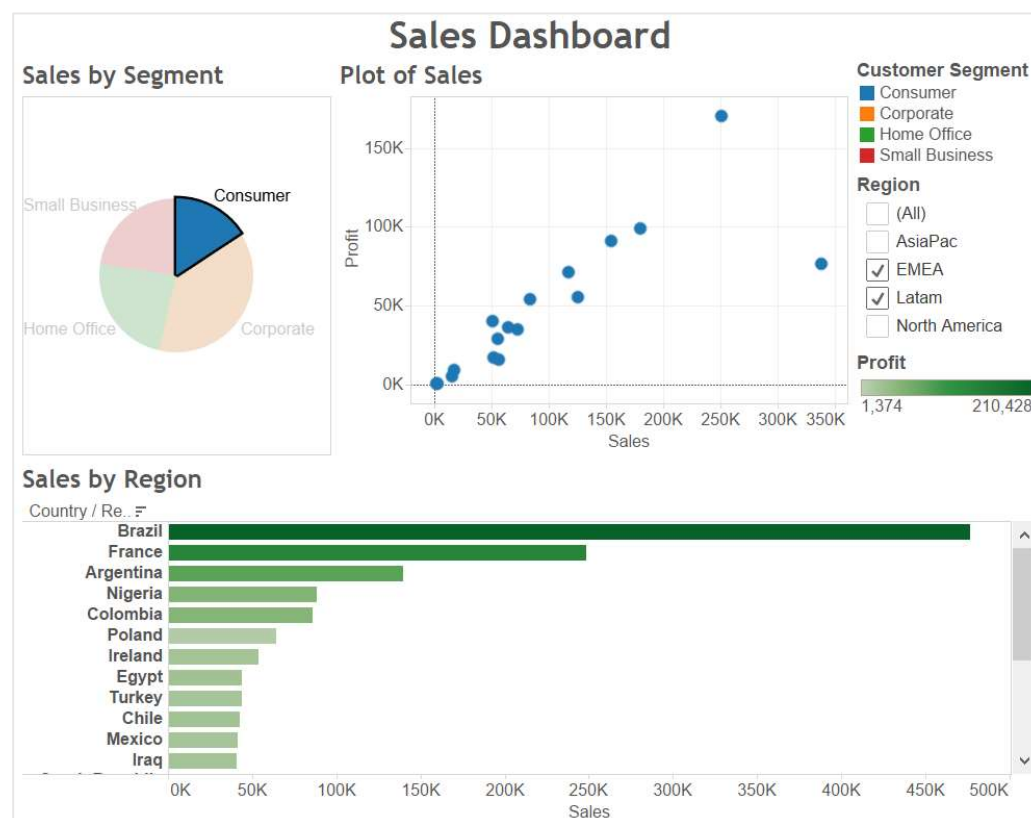 Sales Dashboard
Sales by Segment
Small Business
Consumer
Home Office
Corporate
Plot of Sales
Profit
150K
100K
50K
0K
0K 50K 100K 150K 200K 250K 300K 350K
Sales
Customer Segment
Consumer
Corporate
Home Office
Small Business
Region
(All)
AsiaPac
EMEA
Latam
North America
Profit
1,374 210,428
Sales by Region
Country / Re..
Brazil
France
Argentina
Nigeria
Colombia
Poland
Ireland
Egypt
Turkey
Chile
Mexico
Iraq
0K 50K 100K 150K 200K 250K 300K 350K 400K 450K 500K
Sales